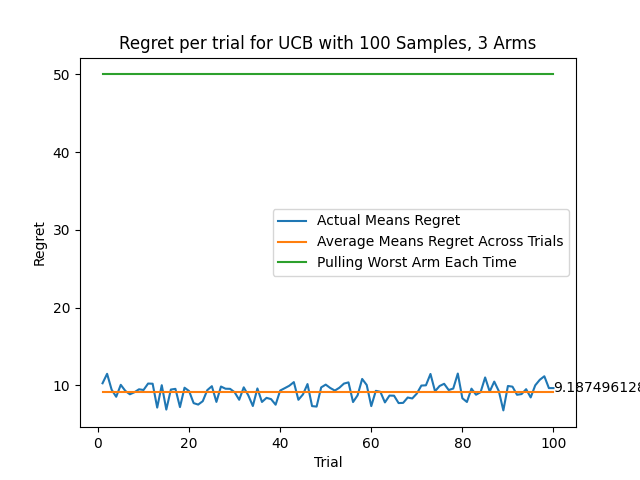 Regret per trial for UCB with 100 Samples, 3 Arms
50
40
30
20
10
Regret
Actual Means Regret
Average Means Regret Across Trials
Pulling Worst Arm Each Time
9.187496128
0
20
40
60
80
100
Trial